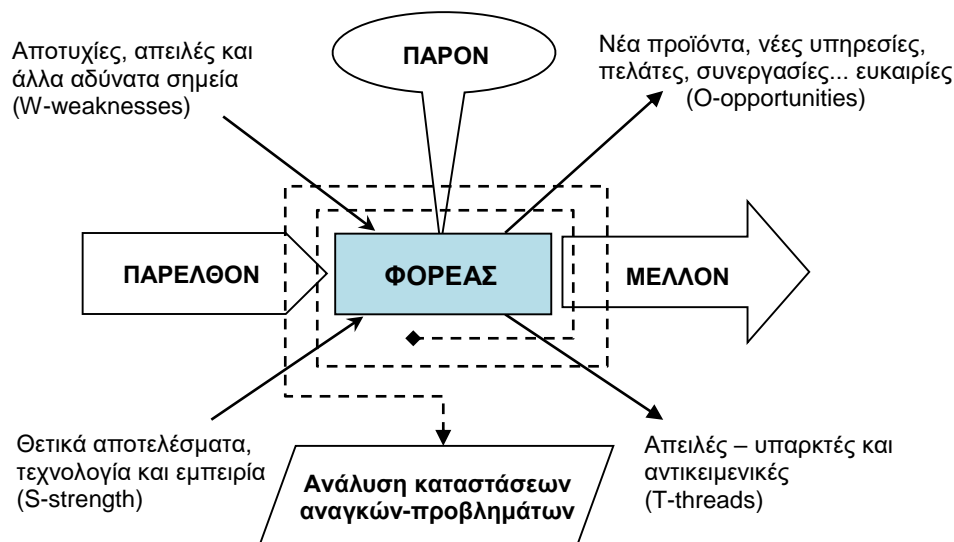 Αποτυχίες, απειλές και
άλλα αδύνατα σημεία
(W-weaknesses)
ΠΑΡΟΝ
Νέα προϊόντα, νέες υπηρεσίες,
πελάτες, συνεργασίες... ευκαιρίες
(O-opportunities)
ΠΑΡΕΛΘΟΝ
ΦΟΡΕΑΣ
ΜΕΛΛΟΝ
Θετικά αποτελέσματα,
τεχνολογία και εμπειρία
(S-strength)
Ανάλυση καταστάσεων
αναγκών-προβλημάτων
Απειλές – υπαρκτές και
αντικειμενικές
(T-threads)